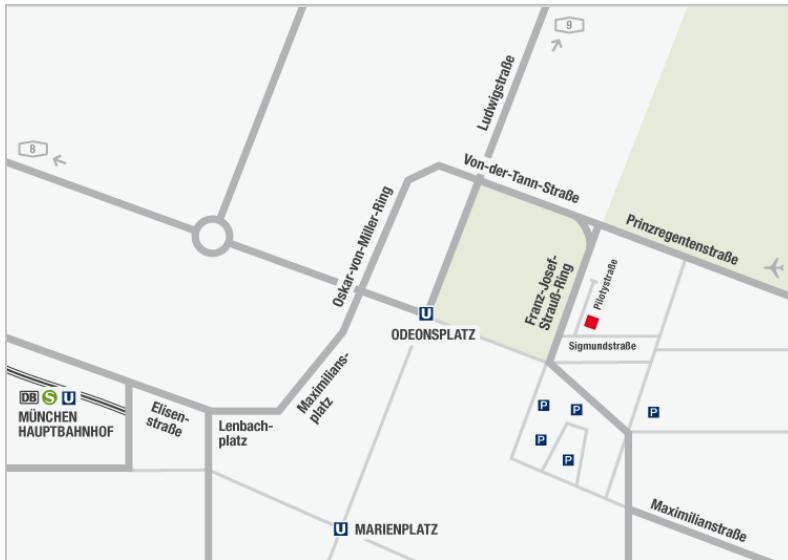 9
Ludwigstraße
8
Von-der-Tann-Straße
Oskar-von-Miller-Ring
Prinzregentenstraße
Franz-Josef-
Strauß-Ring
Pilotystraße
U
ODEONSPLATZ
Sigmundstraße
Maximilians-
platz
DB S U
MÜNCHEN
HAUPTBAHNHOF
Elisen-
straße
Lenbach-
platz
P
P
P
P
P
Maximilianstraße
U MARIENPLATZ